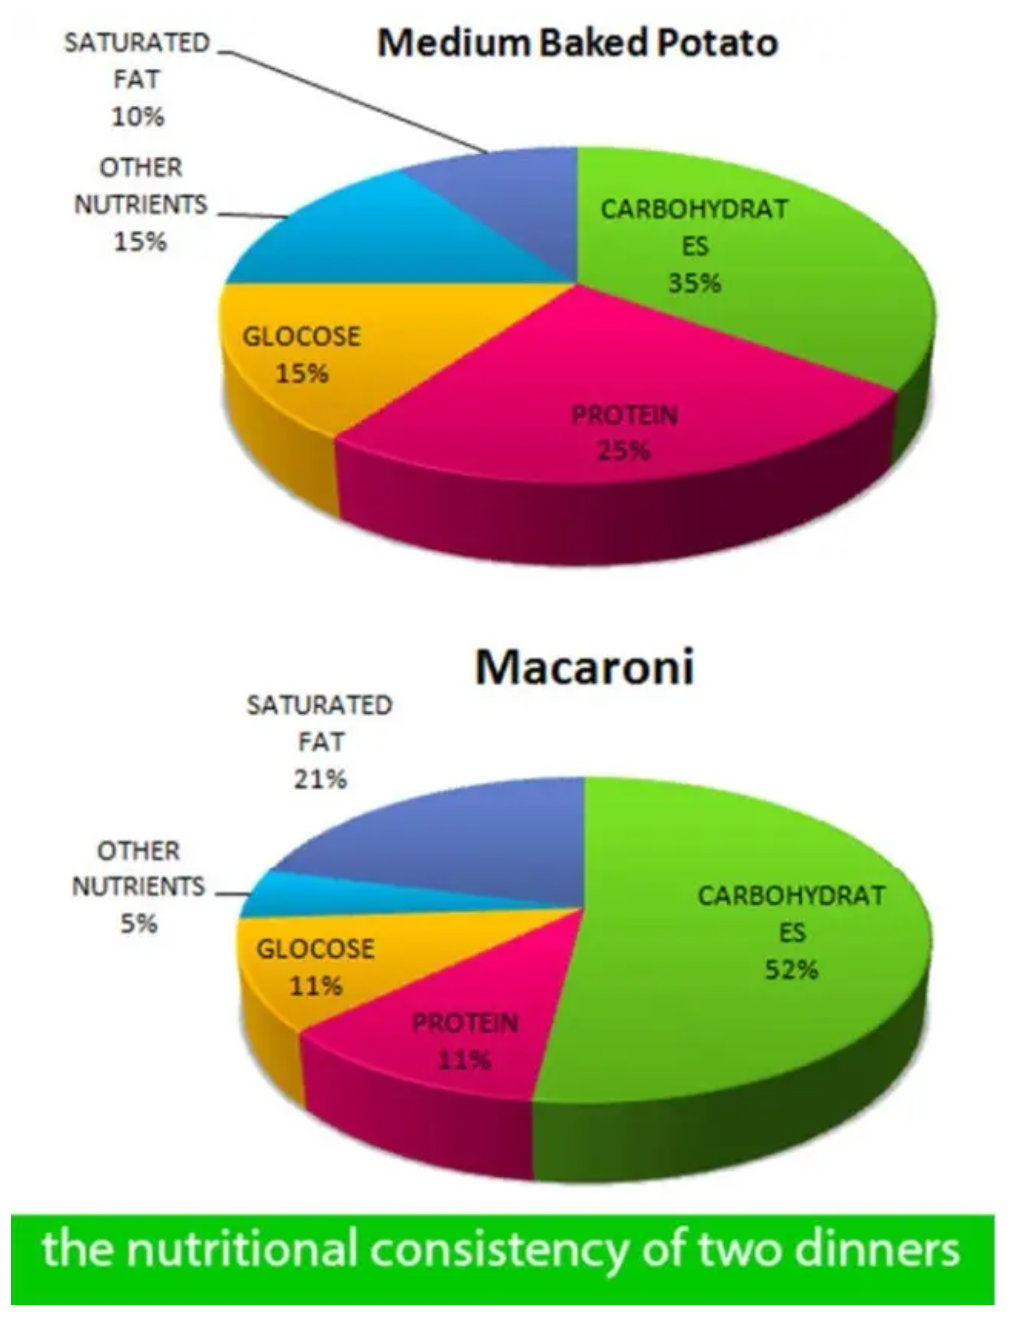 Medium Baked Potato
SATURATED
FAT
10%
OTHER
NUTRIENTS
15%
CARBOHYDRAT
ES
35%
GLOCOSE
15%
PROTEIN
25%
Macaroni
SATURATED
FAT
21%
OTHER
NUTRIENTS
5%
CARBOHYDRAT
ES
52%
GLOCOSE
11%
PROTEIN
11%
the nutritional consistency of two dinners